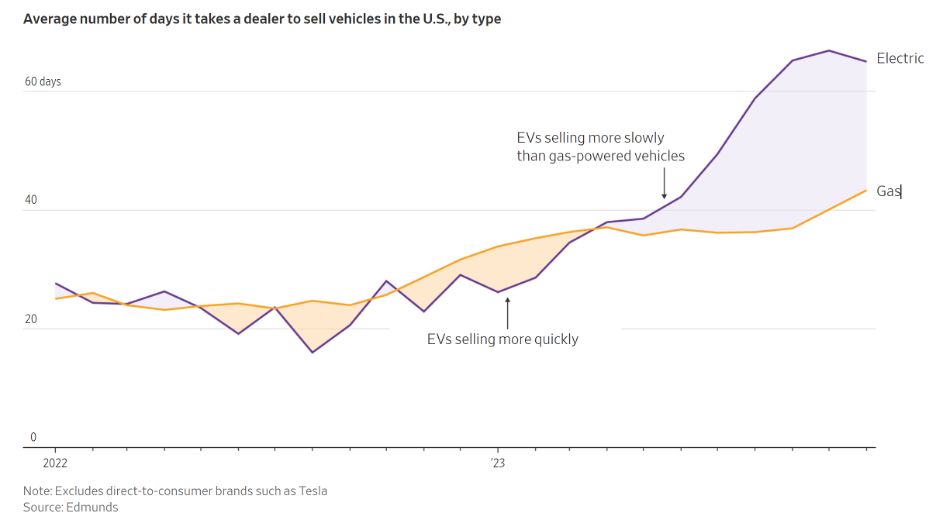 Average number of days it takes a dealer to sell vehicles in the U.S., by type
Electric
60 days
EVs selling more slowly
than gas-powered vehicles
Gas
40
20
EVs selling more quickly
0
2022
'23
Note: Excludes direct-to-consumer brands such as Tesla
Source: Edmunds